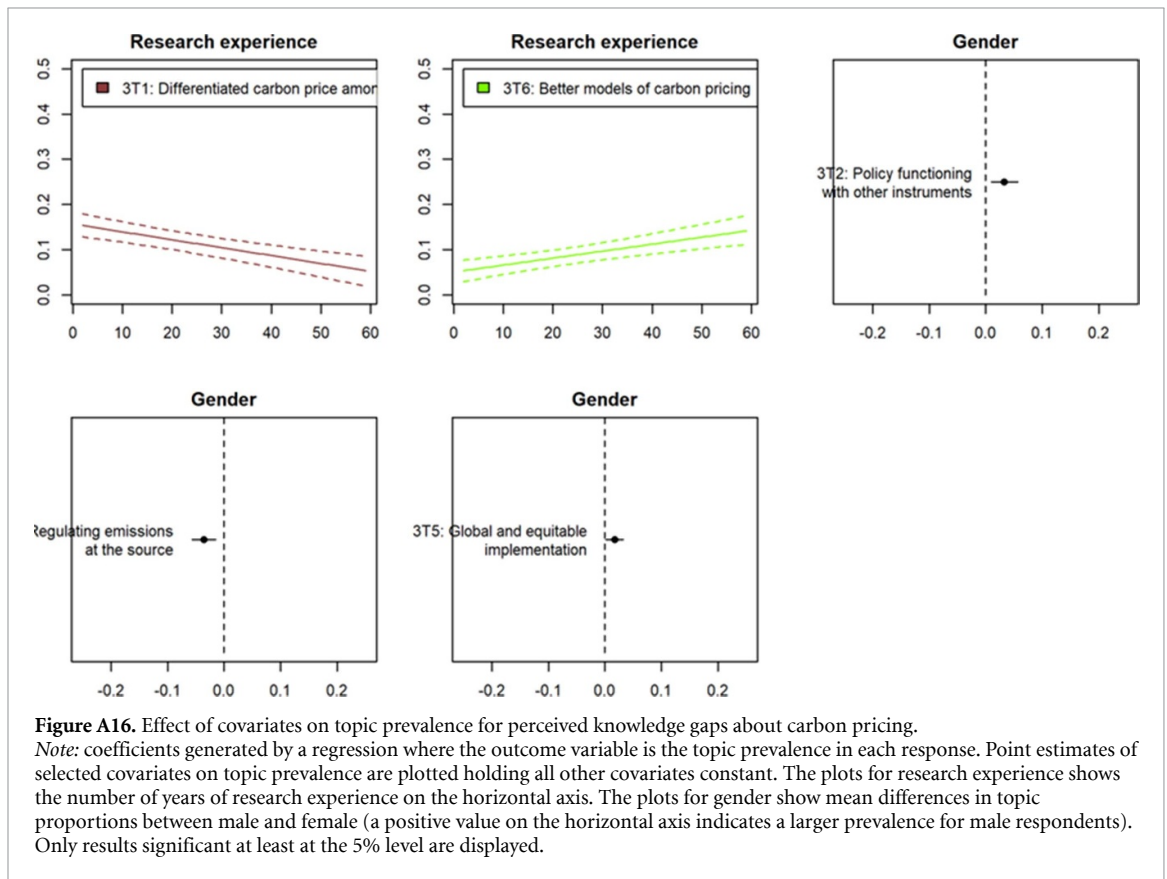 Research experience
3T1: Differentiated carbon price amor
0.5
0.4
0.3
0.2
0.1
0.0
0 10 20 30 40 50 60
Research experience
3T6: Better models of carbon pricing
0.5
0.4
0.3
0.2
0.1
0.0
0 10 20 30 40 50 60
Gender
3T2: Policy functioning
with other instruments
-0.2 -0.1 0.0 0.1 0.2
Gender
Regulating emissions
at the source
-0.2 -0.1 0.0 0.1 0.2
Gender
3T5: Global and equitable
implementation
-0.2 -0.1 0.0 0.1 0.2
Figure A16. Effect of covariates on topic prevalence for perceived knowledge gaps about carbon pricing.
Note: coefficients generated by a regression where the outcome variable is the topic prevalence in each response. Point estimates of
selected covariates on topic prevalence are plotted holding all other covariates constant. The plots for research experience shows
the number of years of research experience on the horizontal axis. The plots for gender show mean differences in topic
proportions between male and female (a positive value on the horizontal axis indicates a larger prevalence for male respondents).
Only results significant at least at the 5% level are displayed.